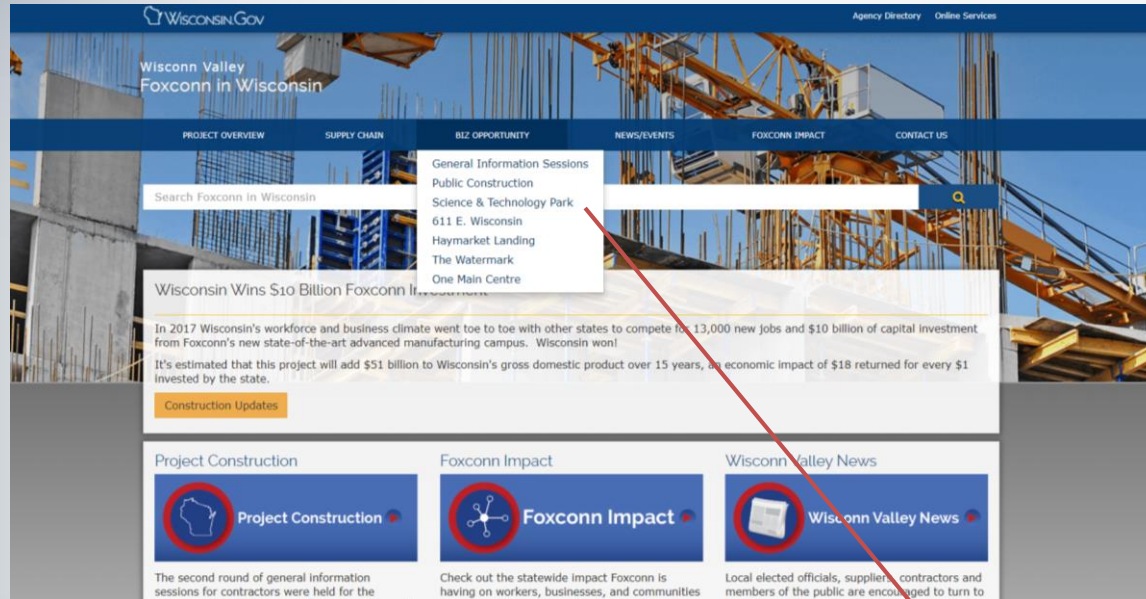 WISCONSIN.GOV
Agency Directory Online Services
Wisconn Valley
Foxconn in Wisconsin
PROJECT OVERVIEW SUPPLY CHAIN BIZ OPPORTUNITY NEWS/EVENTS FOXCONN IMPACT CONTACT US
General Information Sessions
Public Construction
Science & Technology Park
611 E. Wisconsin
Haymarket Landing
The Watermark
One Main Centre
Search Foxconn in Wisconsin
Wisconsin Wins $10 Billion Foxconn Investment
In 2017 Wisconsin's workforce and business climate went toe to toe with other states to compete for 13,000 new jobs and $10 billion of capital investment
from Foxconn's new state-of-the-art advanced manufacturing campus. Wisconsin won!
It's estimated that this project will add $51 billion to Wisconsin's gross domestic product over 15 years, an economic impact of $18 returned for every $1
invested by the state.
Construction Updates
Project Construction
Project Construction
The second round of general information
sessions for contractors were held for the
Foxconn Impact
Foxconn Impact
Check out the statewide impact Foxconn is
having on workers, businesses, and communities
Wisconn Valley News
Wisconn Valley News
Local elected officials, suppliers, contractors and
members of the public are encouraged to turn to